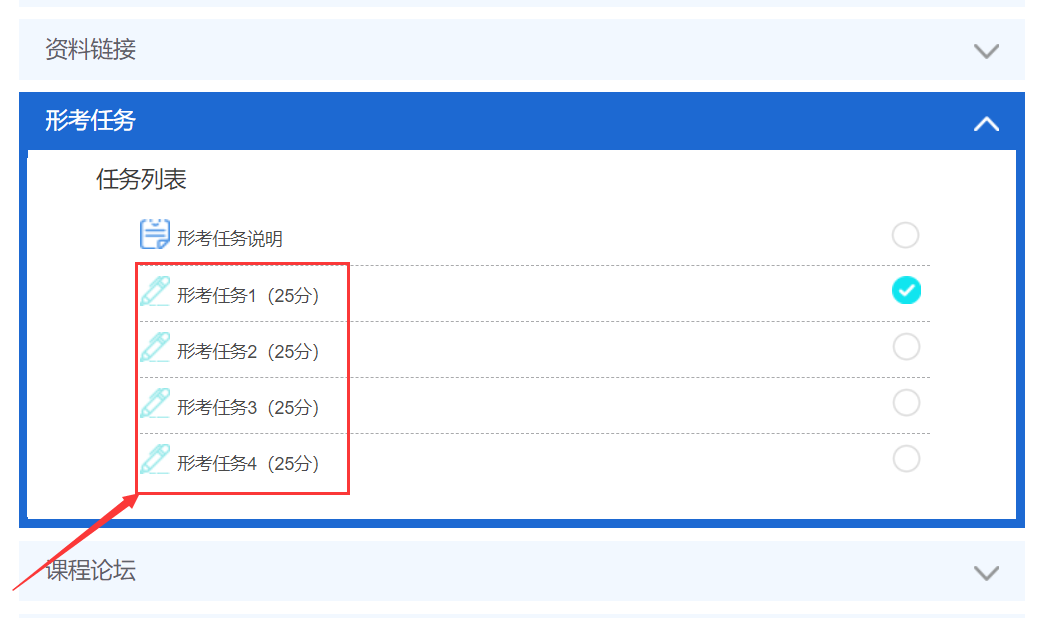 资料链接
形考任务
任务列表
形考任务说明
形考任务1（25分）
形考任务2（25分）
形考任务3（25分）
形考任务4（25分）
课程论坛